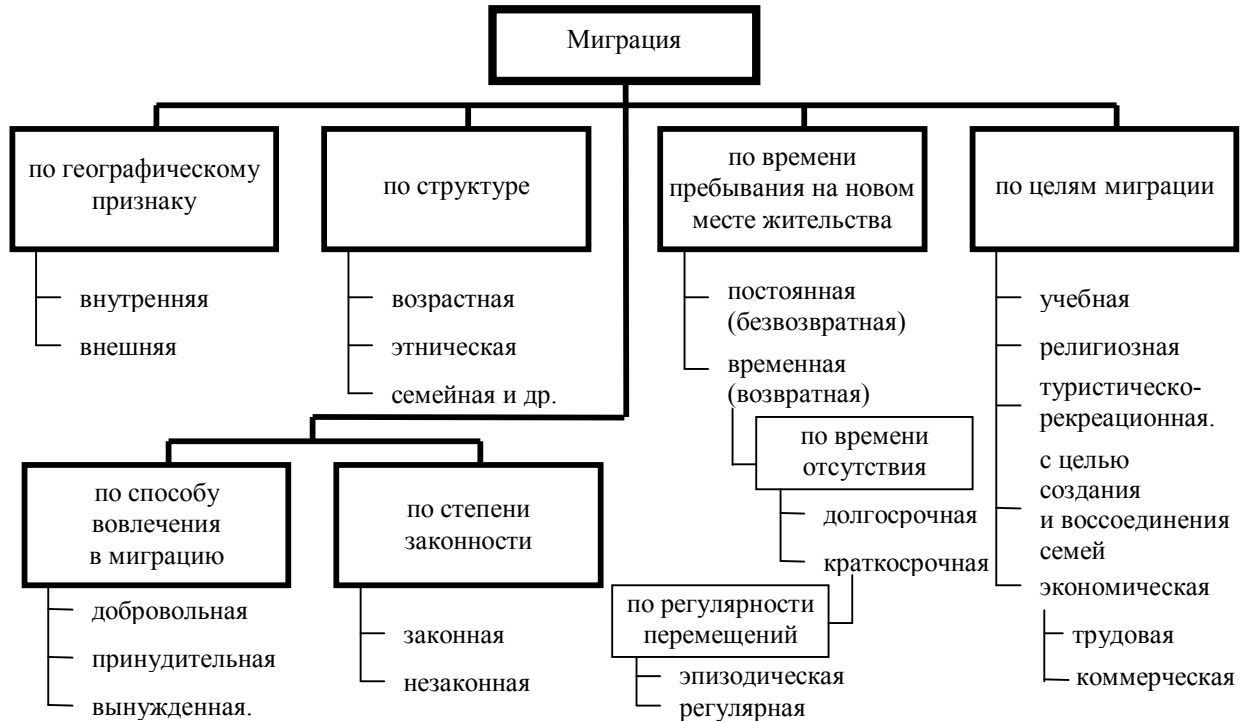 Миграция
по географическому
признаку
внутренняя
внешняя
по структуре
возрастная
этническая
семейная и др.
по времени
пребывания на новом
месте жительства
постоянная
(безвозвратная)
временная
(возвратная)
по времени
отсутствия
долгосрочная
краткосрочная
по регулярности
перемещений
эпизодическая
регулярная
по целям миграции
учебная
религиозная
туристическо-
рекреационная.
с целью
создания
и воссоединения
семей
экономическая
трудовая
коммерческая
по способу
вовлечения
в миграцию
добровольная
принудительная
вынужденная.
по степени
законности
законная
незаконная